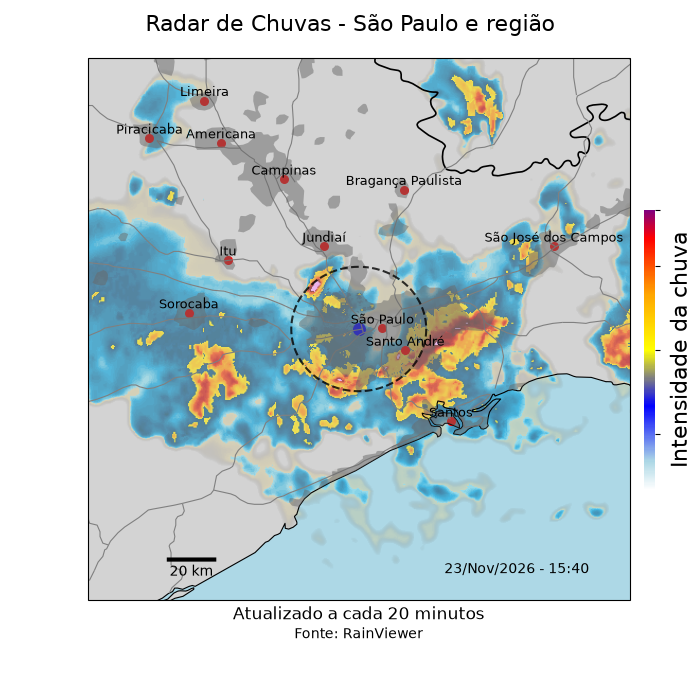 Radar de Chuvas - São Paulo e região
Limeira
Piracicaba
Americana
Campinas
Bragança Paulista
Jundiaí
São José dos Campos
Itu
Sorocaba
São Paulo
Santo André
Santos
Intensidade da chuva
20 km
23/Nov/2026 - 15:40
Atualizado a cada 20 minutos
Fonte: RainViewer